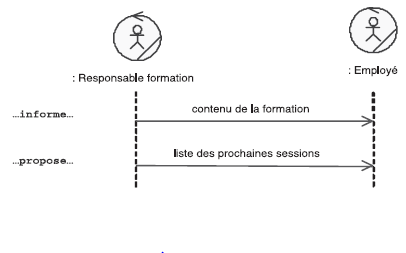 : Responsable formation
: Employé
...informe...
contenu de la formation
...propose...
liste des prochaines sessions